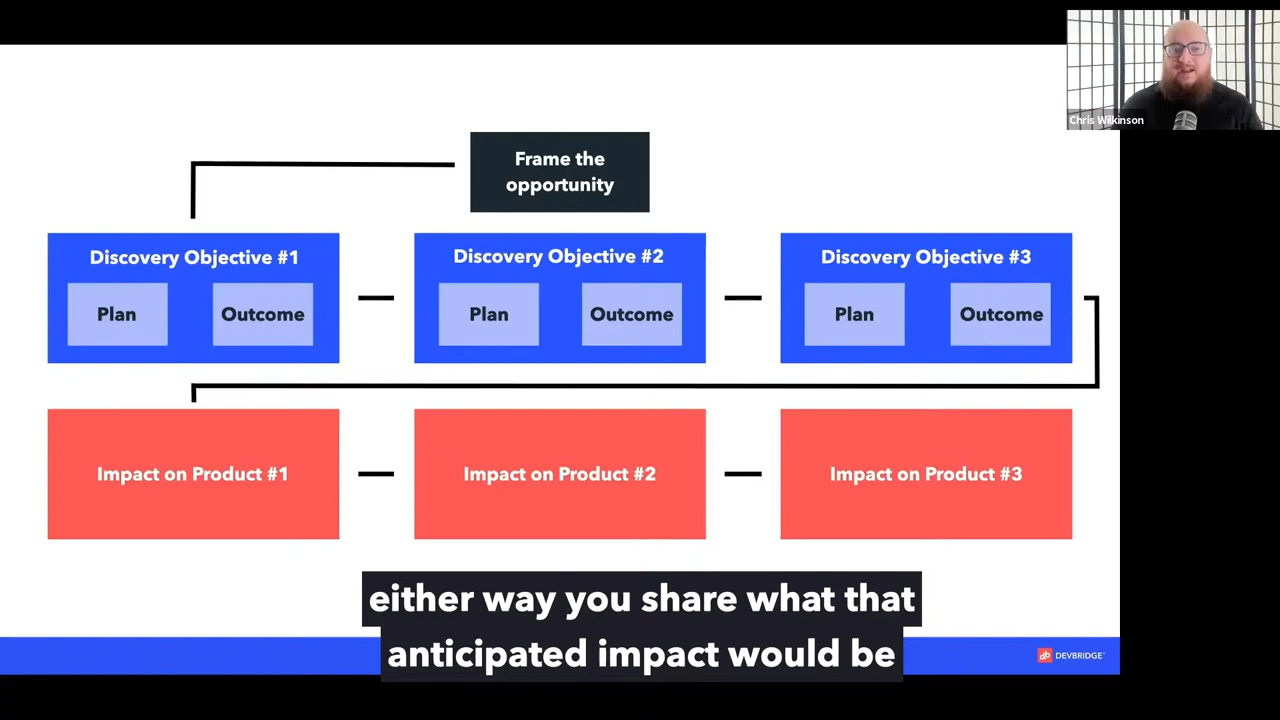 Chris Wilkinson
Frame the
opportunity
Discovery Objective #1
Plan
Outcome
Discovery Objective #2
Plan
Outcome
Discovery Objective #3
Plan
Outcome
Impact on Product #1
Impact on Product #2
Impact on Product #3
either way you share what that
anticipated impact would be
db DEVBRIDGE